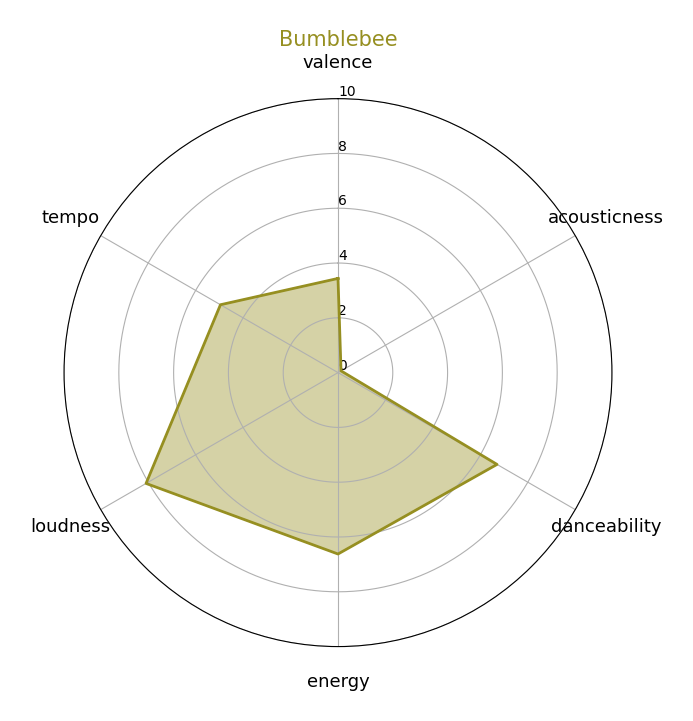 Bumblebee
valence
10
8
tempo
acousticness
6
4
2
0
loudness
danceability
energy